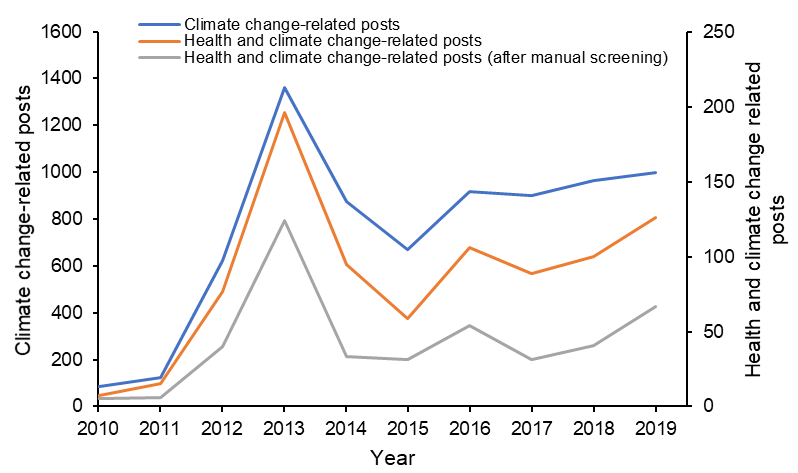 Climate change-related posts
Health and climate change-related posts
Health and climate change-related posts (after manual screening)
Climate change-related posts
1600
1400
1200
1000
800
600
400
200
0
250
200
150
100
50
0
Health and climate change related
posts
2010 2011 2012 2013 2014 2015 2016 2017 2018 2019
Year